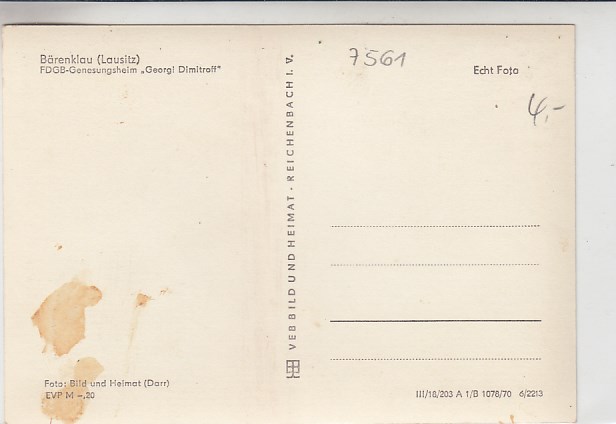 Bärenklau (Lausitz)
FDGB-Genesungsheim „Georgi Dimitroff"
Foto: Bild und Heimat (Darr)
EVP M –,20
VEB BILD UND HEIMAT · REICHENBACH I. V.
7561
Echt Foto
4,-
III/18/203 A 1/B 1078/70 6/2213